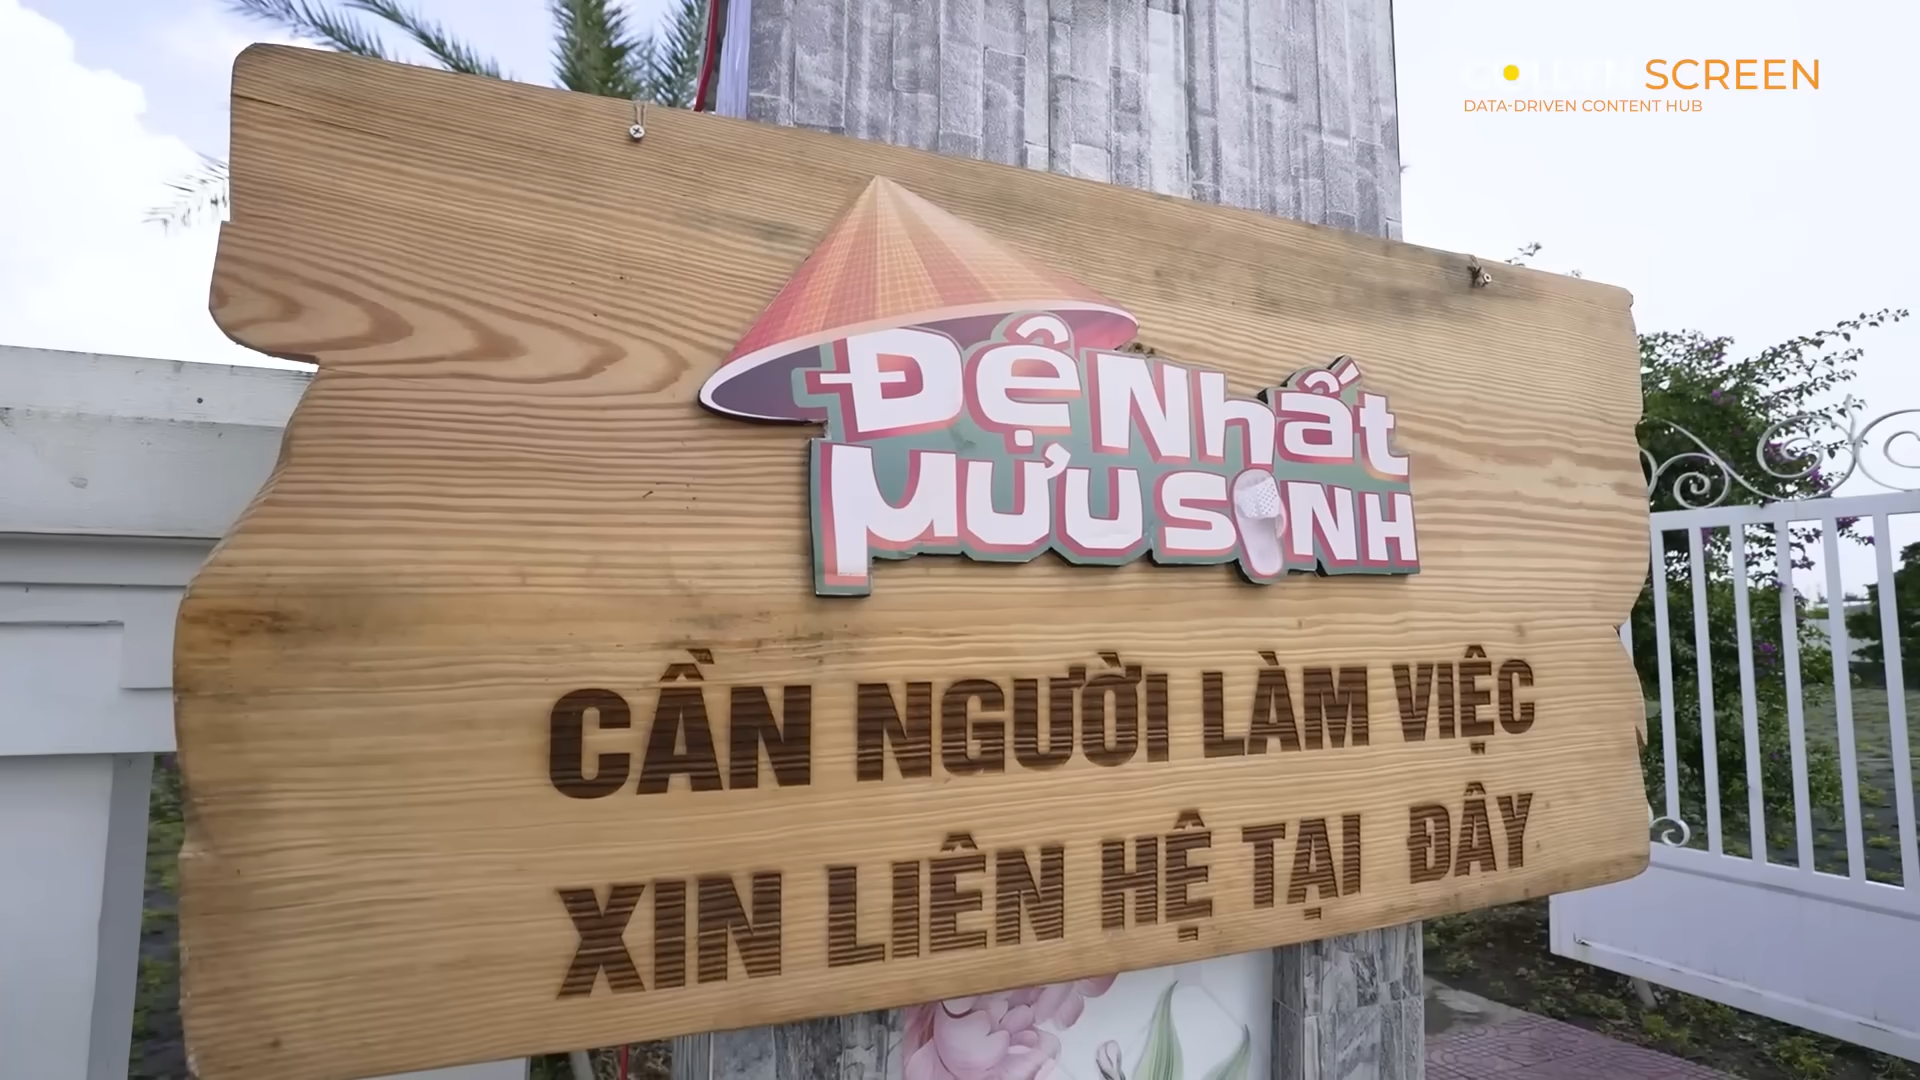 SCREEN
DATA-DRIVEN CONTENT HUB
Đệ Nhất
Mưu SINH
CẦN NGƯỜI LÀM VIỆC
XIN LIÊN HỆ TẠI ĐÂY